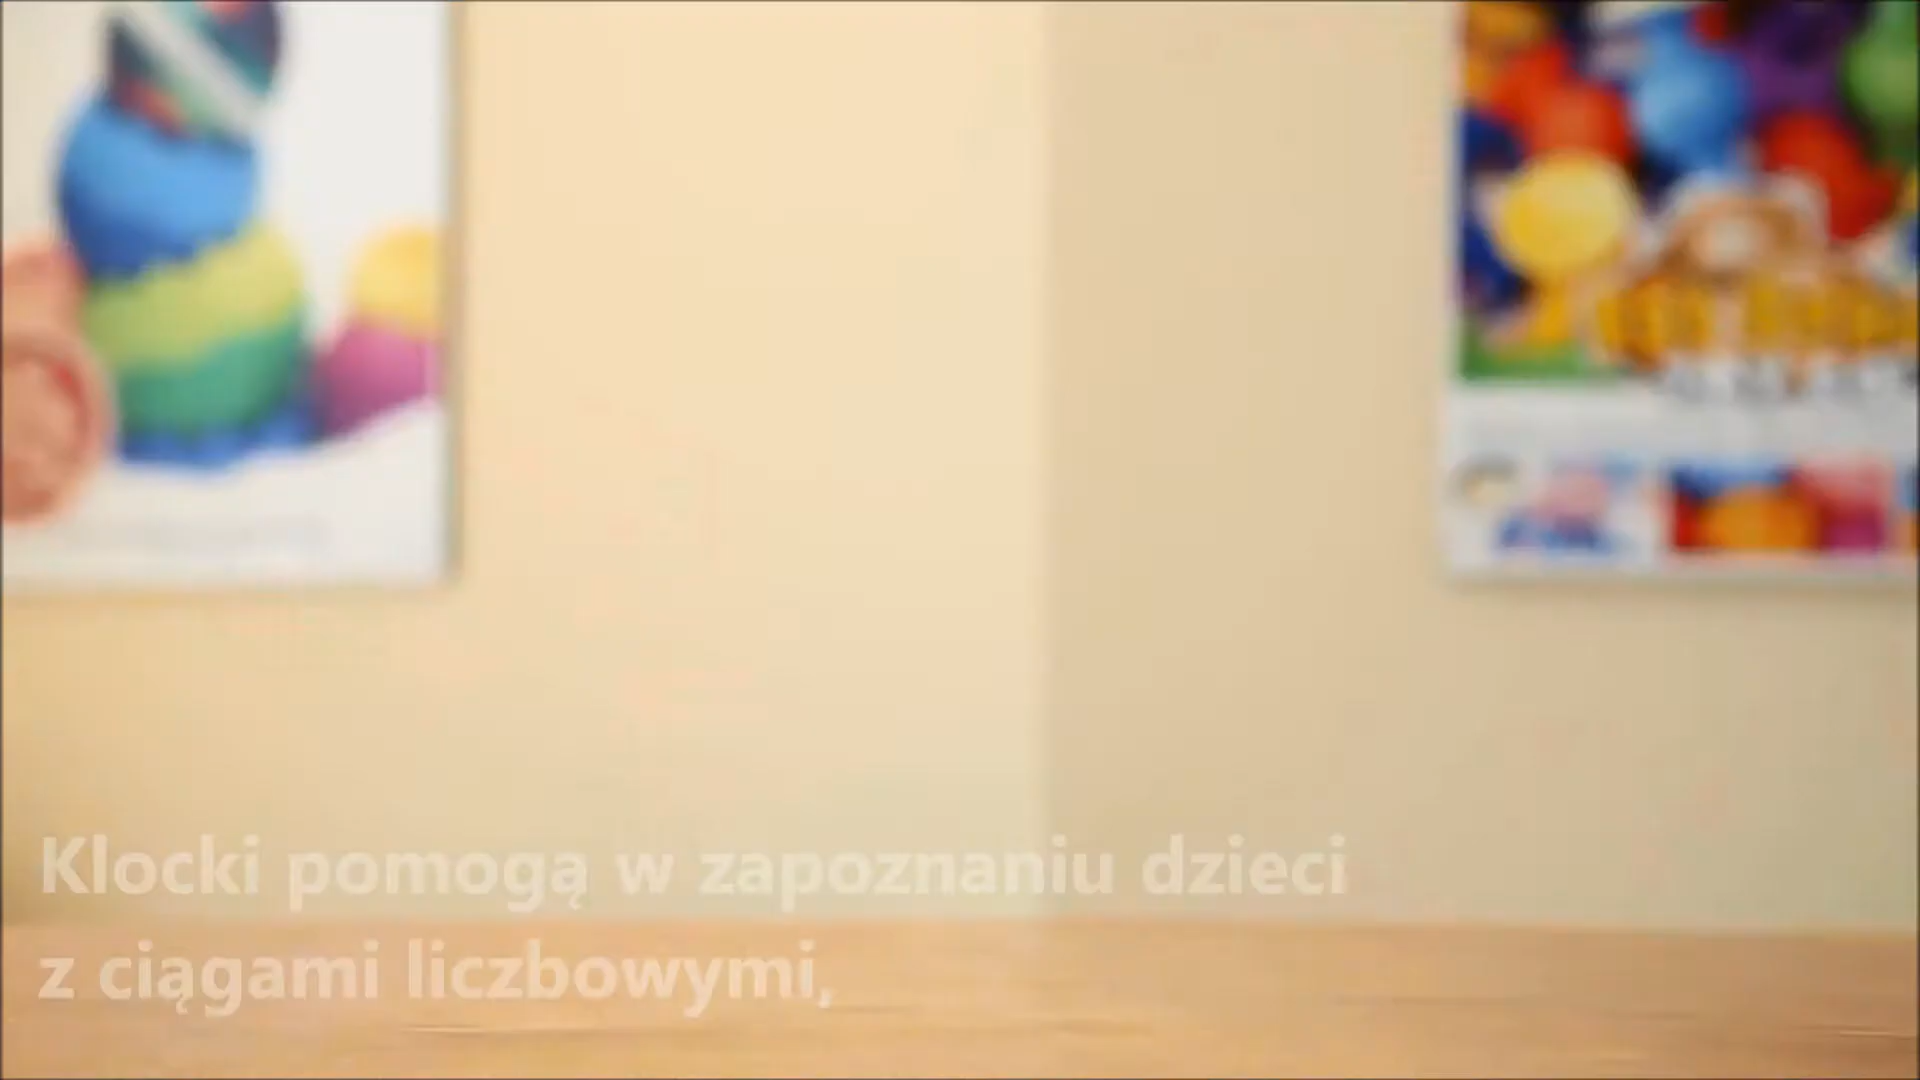 Klocki pomogą w zapoznaniu dzieci
z ciągami liczbowymi,